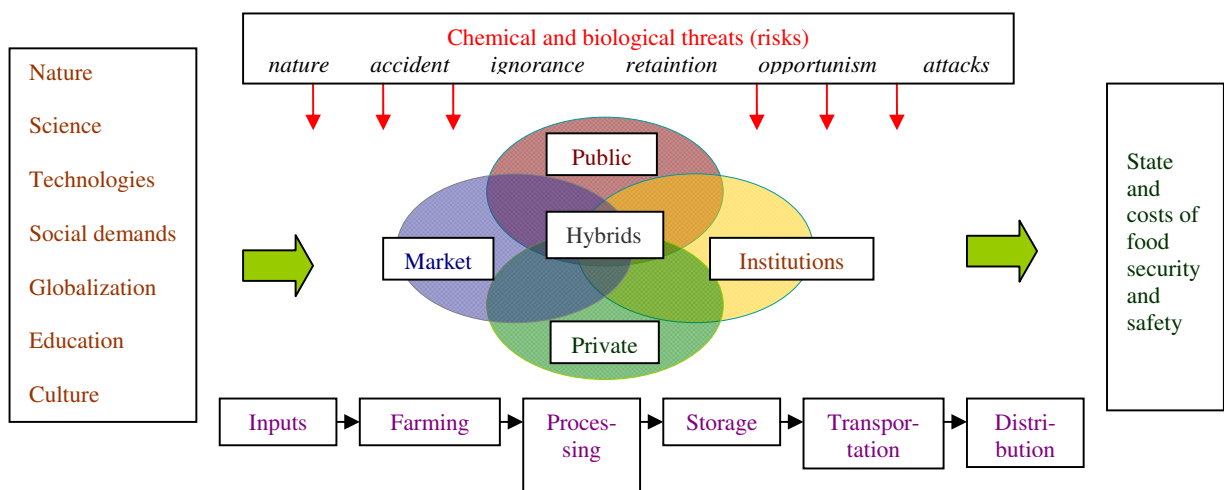 Chemical and biological threats (risks)
nature accident ignorance retaintion opportunism attacks
Nature
Science
Technologies
Social demands
Globalization
Education
Culture
Public
Hybrids
Market
Institutions
Private
State
and
costs of
food
security
and
safety
Inputs
Farming
Proces-
sing
Storage
Transpor-
tation
Distri-
bution